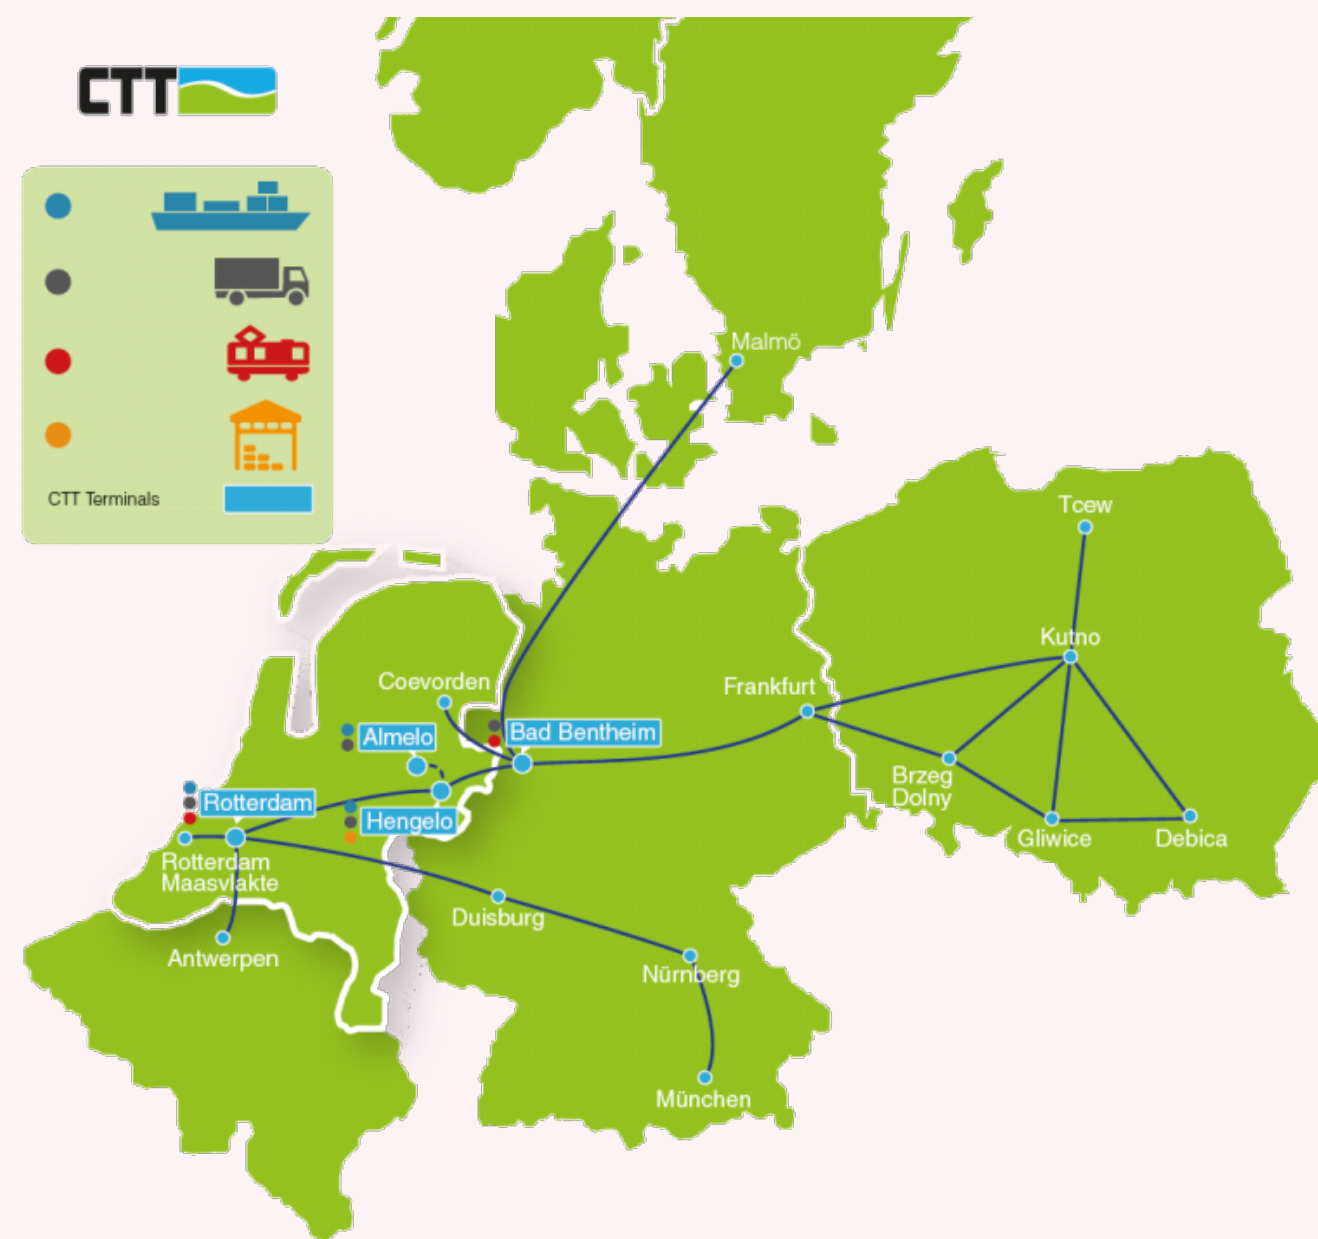 CTT
CTT Terminals
Malmö
Tcew
Kutno
Coevorden
Frankfurt
Almelo
Bad Bentheim
Brzeg
Dolny
Rotterdam
Hengelo
Gliwice
Debica
Rotterdam
Maasvlakte
Duisburg
Antwerpen
Nürnberg
München